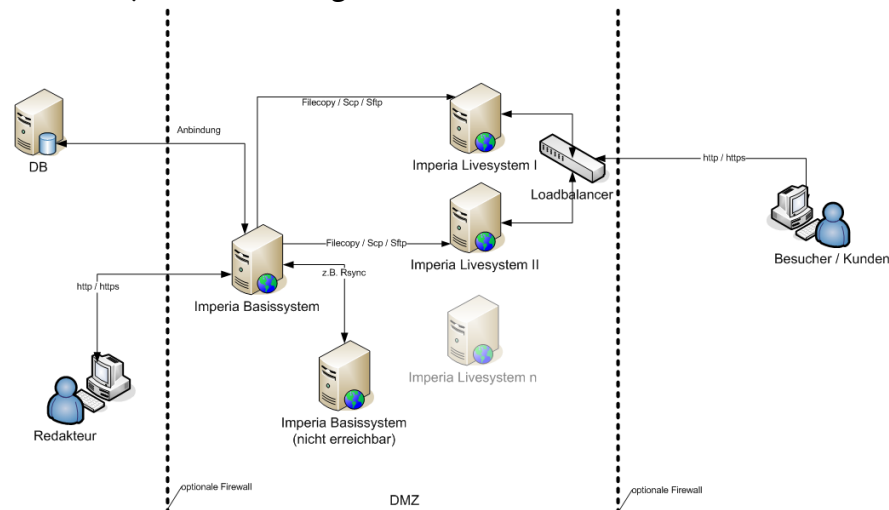 Filecopy / Scp / Sftp
Anbindung
DB
Imperia Livesystem I
http / https
Loadbalancer
Filecopy / Scp / Sftp
Imperia Livesystem II
Besucher / Kunden
z.B. Rsync
http / https
Imperia Basissystem
Imperia Livesystem n
Imperia Basissystem
(nicht erreichbar)
Redakteur
optionale Firewall
DMZ
optionale Firewall